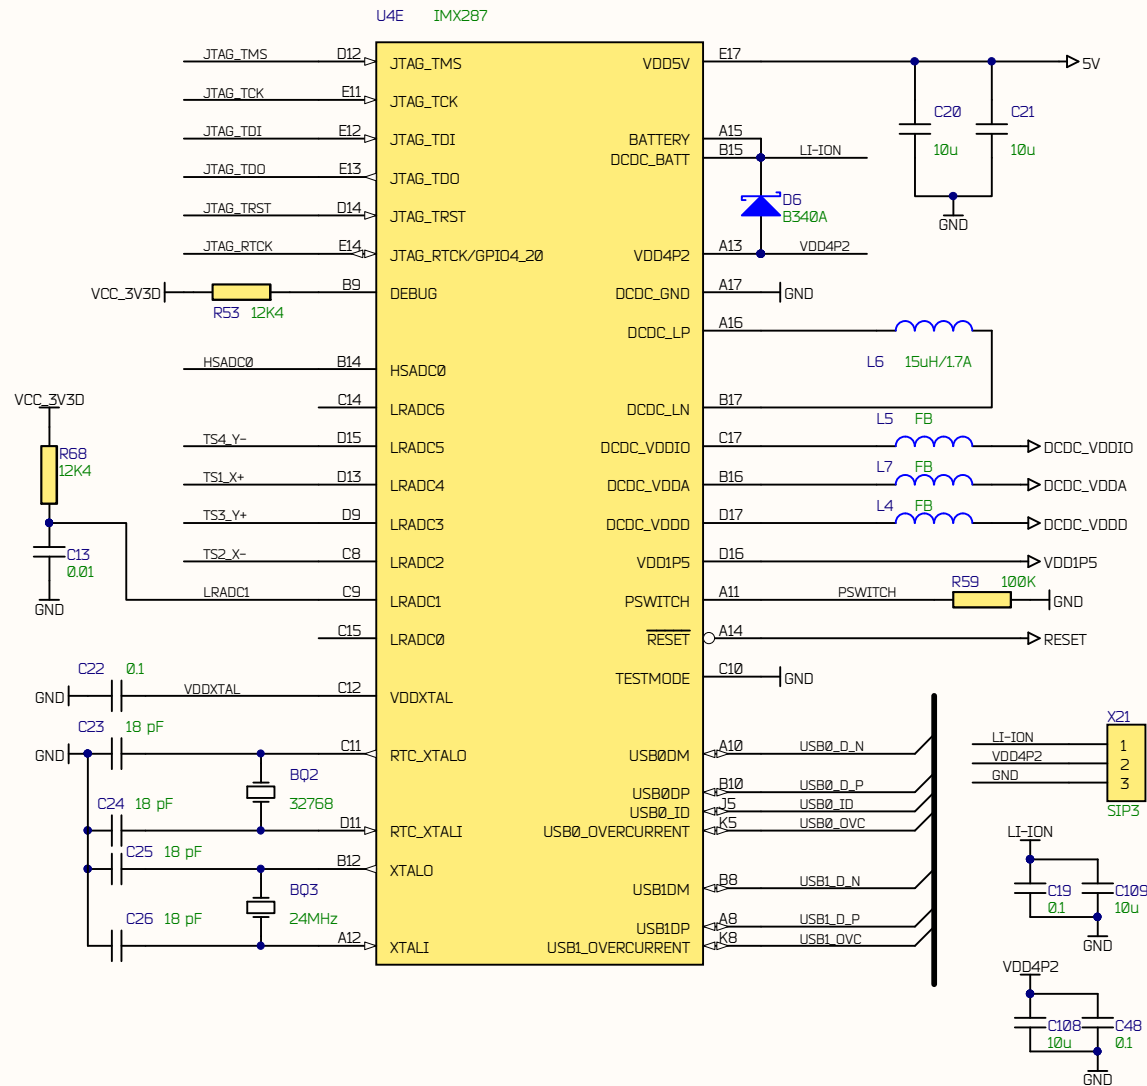 U4E IMX287
JTAG_TMS D12 JTAG_TMS VDD5V E17 5V
JTAG_TCK E11 JTAG_TCK C20 C21
JTAG_TDI E12 JTAG_TDI BATTERY A15 10u 10u
DCDC_BATT B15 LI-ION
JTAG_TDO E13 JTAG_TDO
JTAG_TRST D14 JTAG_TRST D6 GND
B340A
JTAG_RTCK E14 JTAG_RTCK/GPIO4_20 VDD4P2 A13 VDD4P2
VCC_3V3D B9 DEBUG DCDC_GND A17 GND
R53 12K4
DCDC_LP A16
HSADC0 B14 HSADC0 L6 15uH/1.7A
VCC_3V3D C14 LRADC6 DCDC_LN B17
L5 FB
R68 TS4_Y- D15 LRADC5 DCDC_VDDIO C17 DCDC_VDDIO
12K4 L7 FB
TS1_X+ D13 LRADC4 DCDC_VDDA B16 DCDC_VDDA
L4 FB
TS3_Y+ D9 LRADC3 DCDC_VDDD D17 DCDC_VDDD
C13 TS2_X- C8 LRADC2 VDD1P5 D16 VDD1P5
0.01 R59 100K
GND LRADC1 C9 LRADC1 PSWITCH A11 PSWITCH GND
C15 LRADC0 RESET A14 RESET
C22 0.1 TESTMODE C10 GND
GND VDDXTAL C12 VDDXTAL
C23 18 pF X21
GND C11 RTC_XTALO USB0DM A10 USB0_D_N LI-ION 1
BQ2 VDD4P2 2
32768 USB0DP B10 USB0_D_P GND 3
C24 18 pF USB0_ID J5 USB0_ID SIP3
D11 RTC_XTALI USB0_OVERCURRENT K5 USB0_OVC LI-ION
C25 18 pF
B12 XTALO
BQ3 USB1DM B8 USB1_D_N C19 C109
C26 18 pF 24MHz 0.1 10u
USB1DP A8 USB1_D_P
A12 XTALI USB1_OVERCURRENT K8 USB1_OVC GND
VDD4P2
C108 C48
10u 0.1
GND